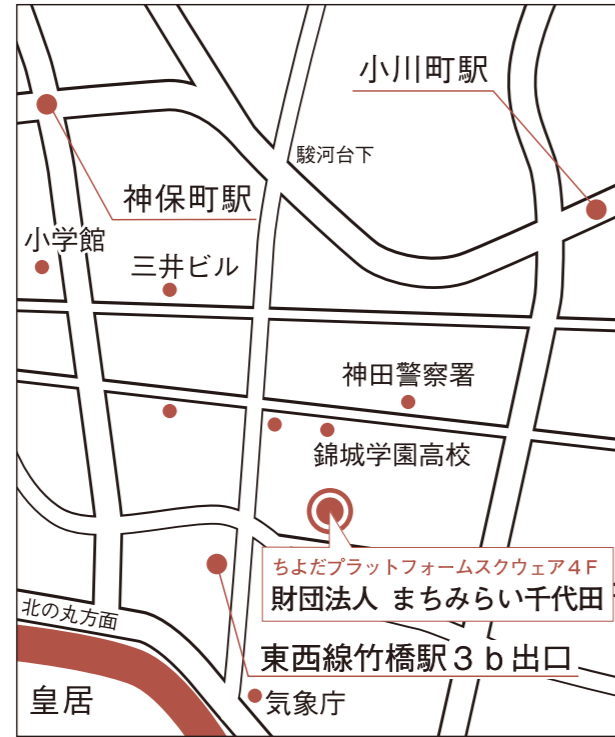 小川町駅
駿河台下
神保町駅
小学館
三井ビル
神田警察署
錦城学園高校
ちよだプラットフォームスクウェア４Ｆ
財団法人 まちみらい千代田
北の丸方面
東西線竹橋駅３ｂ出口
皇居
気象庁